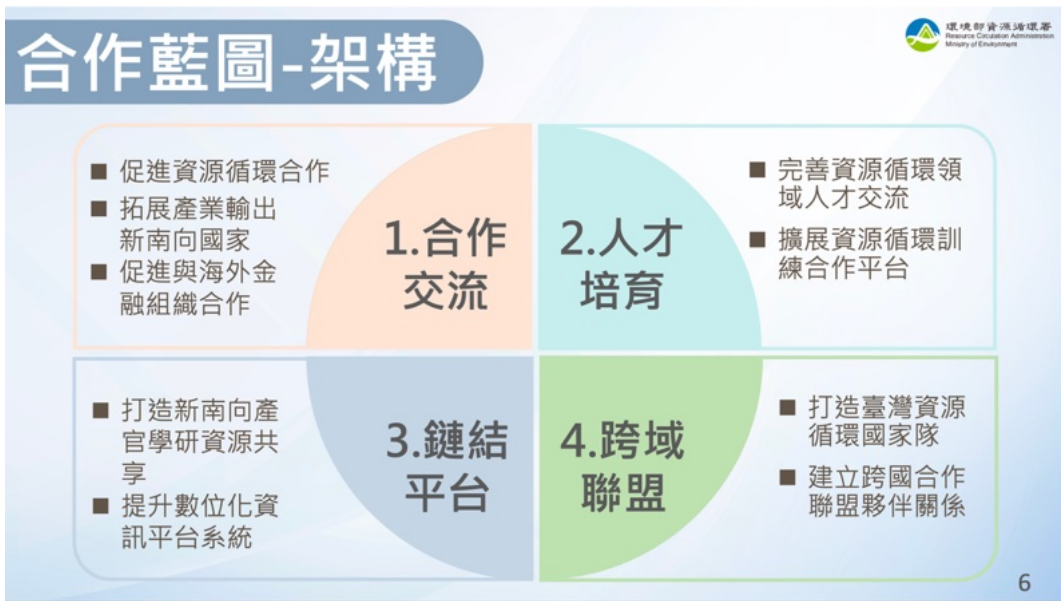 合作藍圖-架構
環境部資源循環署
Resource Circulation Administration
Ministry of Environment
■ 促進資源循環合作
■ 拓展產業輸出
新南向國家
■ 促進與海外金
融組織合作
1.合作
交流
2.人才
培育
■ 完善資源循環領
域人才交流
■ 擴展資源循環訓
練合作平台
■ 打造新南向產
官學研資源共
享
■ 提升數位化資
訊平台系統
3.鏈結
平台
4.跨域
聯盟
■ 打造臺灣資源
循環國家隊
■ 建立跨國合作
聯盟夥伴關係
6